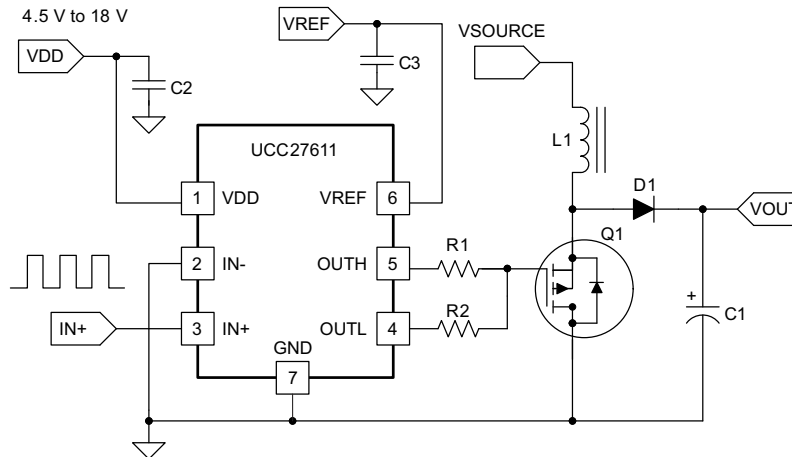 4.5 V to 18 V
VDD
C2
VREF
C3
VSOURCE
L1
UCC27611
1 VDD
VREF 6
D1
VOUT
Q1
2 IN-
OUTH 5
R1
+
C1
IN+
3 IN+
OUTL 4
R2
GND
7